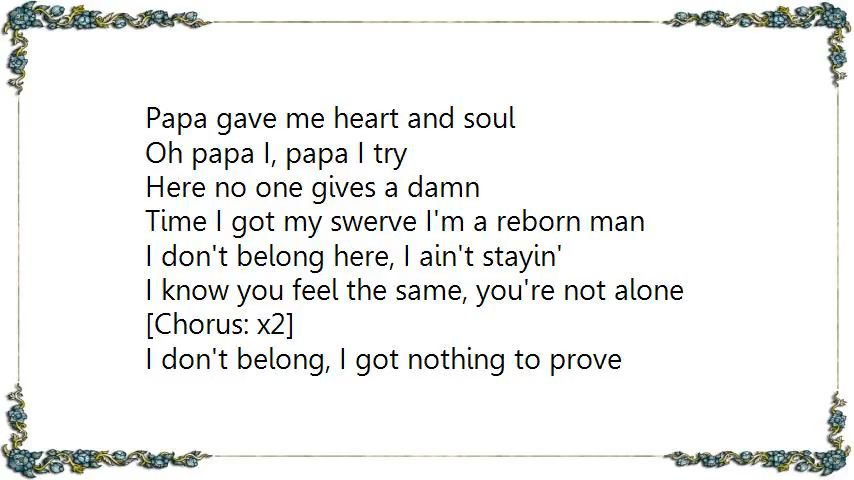 Papa gave me heart and soul
Oh papa I, papa I try
Here no one gives a damn
Time I got my swerve I'm a reborn man
I don't belong here, I ain't stayin'
I know you feel the same, you're not alone
[Chorus: x2]
I don't belong, I got nothing to prove